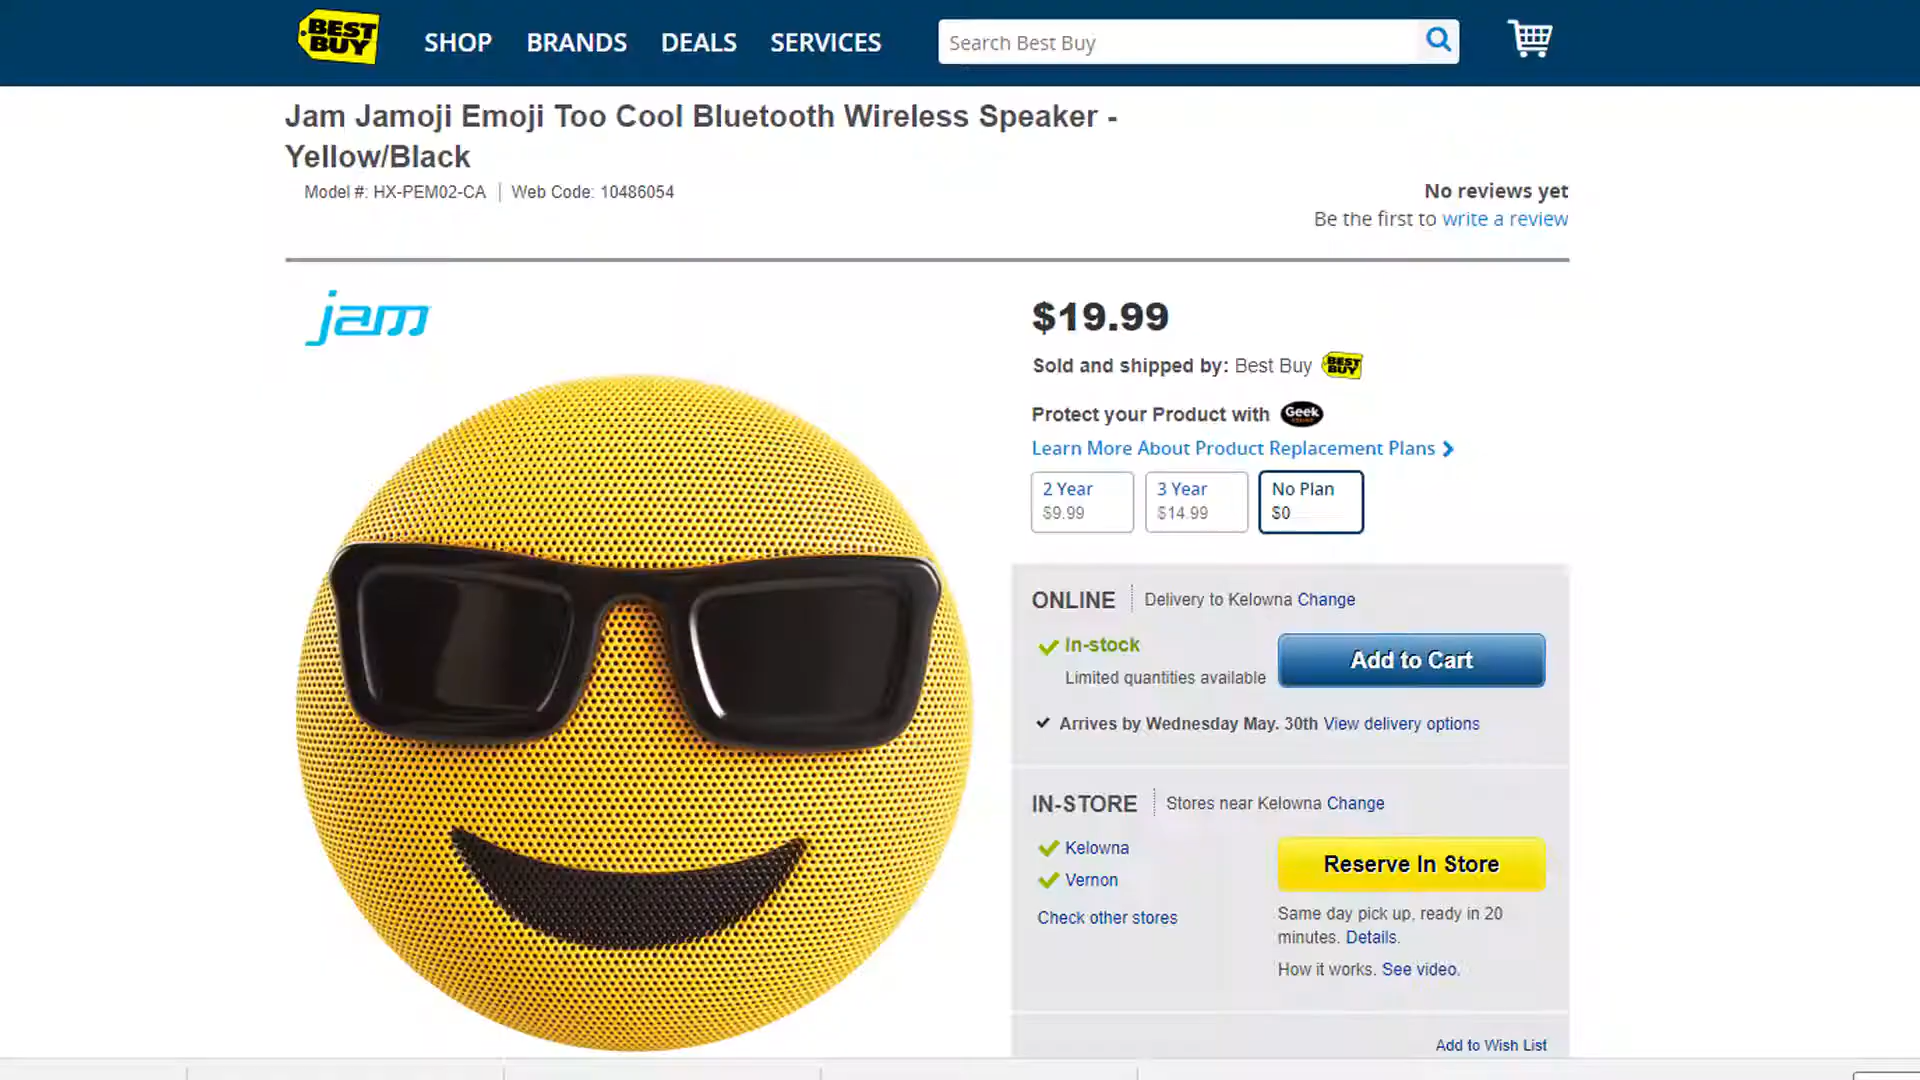 BEST BUY
SHOP BRANDS DEALS SERVICES
Search Best Buy
Jam Jamoji Emoji Too Cool Bluetooth Wireless Speaker -
Yellow/Black
Model #: HX-PEM02-CA | Web Code: 10486054
No reviews yet
Be the first to write a review
jam
$19.99
Sold and shipped by: Best Buy BEST BUY
Protect your Product with Geek
Learn More About Product Replacement Plans
2 Year
$9.99
3 Year
$14.99
No Plan
$0
ONLINE Delivery to Kelowna Change
In-stock
Limited quantities available
Add to Cart
Arrives by Wednesday May. 30th View delivery options
IN-STORE Stores near Kelowna Change
Kelowna
Vernon
Check other stores
Reserve In Store
Same day pick up, ready in 20
minutes. Details.
How it works. See video.
Add to Wish List